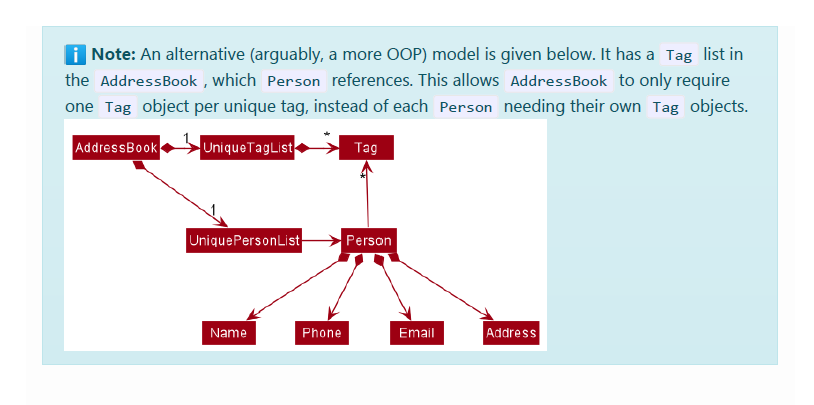 i Note: An alternative (arguably, a more OOP) model is given below. It has a Tag list in
the AddressBook , which Person references. This allows AddressBook to only require
one Tag object per unique tag, instead of each Person needing their own Tag objects.
AddressBook 1 UniqueTagList * Tag
*
1
UniquePersonList Person
Name Phone Email Address